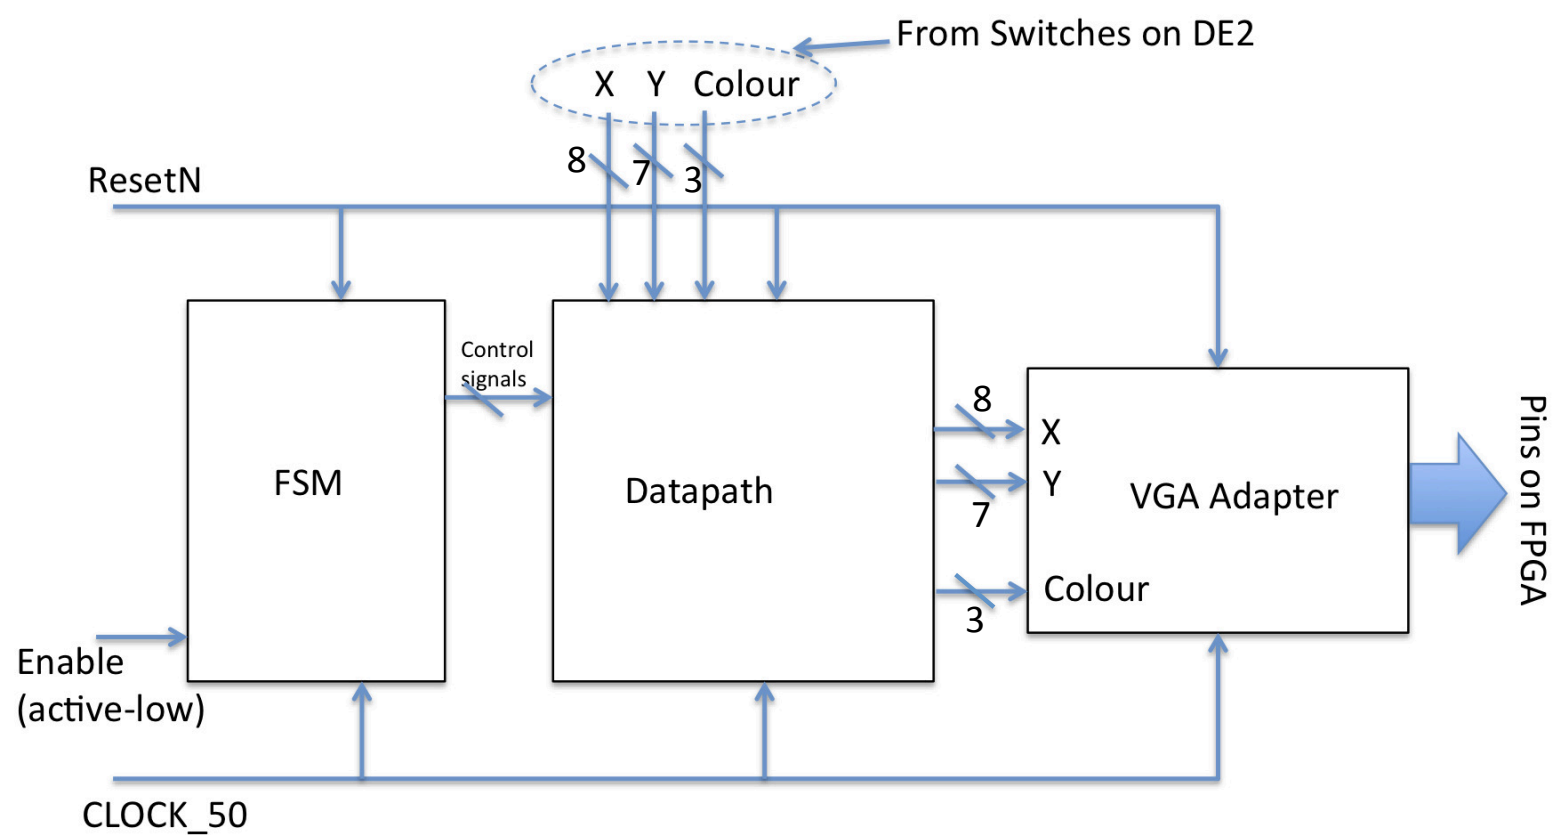 From Switches on DE2
X Y Colour
8 7 3
ResetN
Control
signals
8
X
FSM
Datapath
Y
VGA Adapter
7
Colour
3
Pins on FPGA
Enable
(active-low)
CLOCK_50